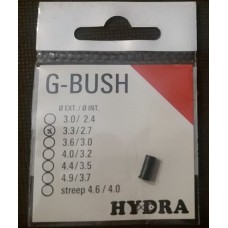 G-BUSH
Ø EXT. / Ø INT.
3.0 / 2.4
3.3 / 2.7
3.6 / 3.0
4.0 / 3.2
4.4 / 3.5
4.9 / 3.7
streep 4.6 / 4.0
HYDRA